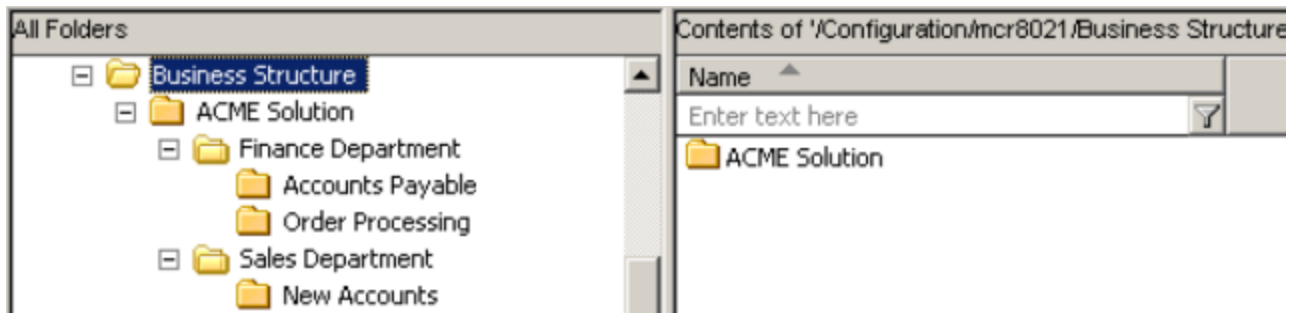 All Folders
Business Structure
ACME Solution
Finance Department
Accounts Payable
Order Processing
Sales Department
New Accounts
Contents of '/Configuration/mcr8021/Business Structure
Name
Enter text here
ACME Solution